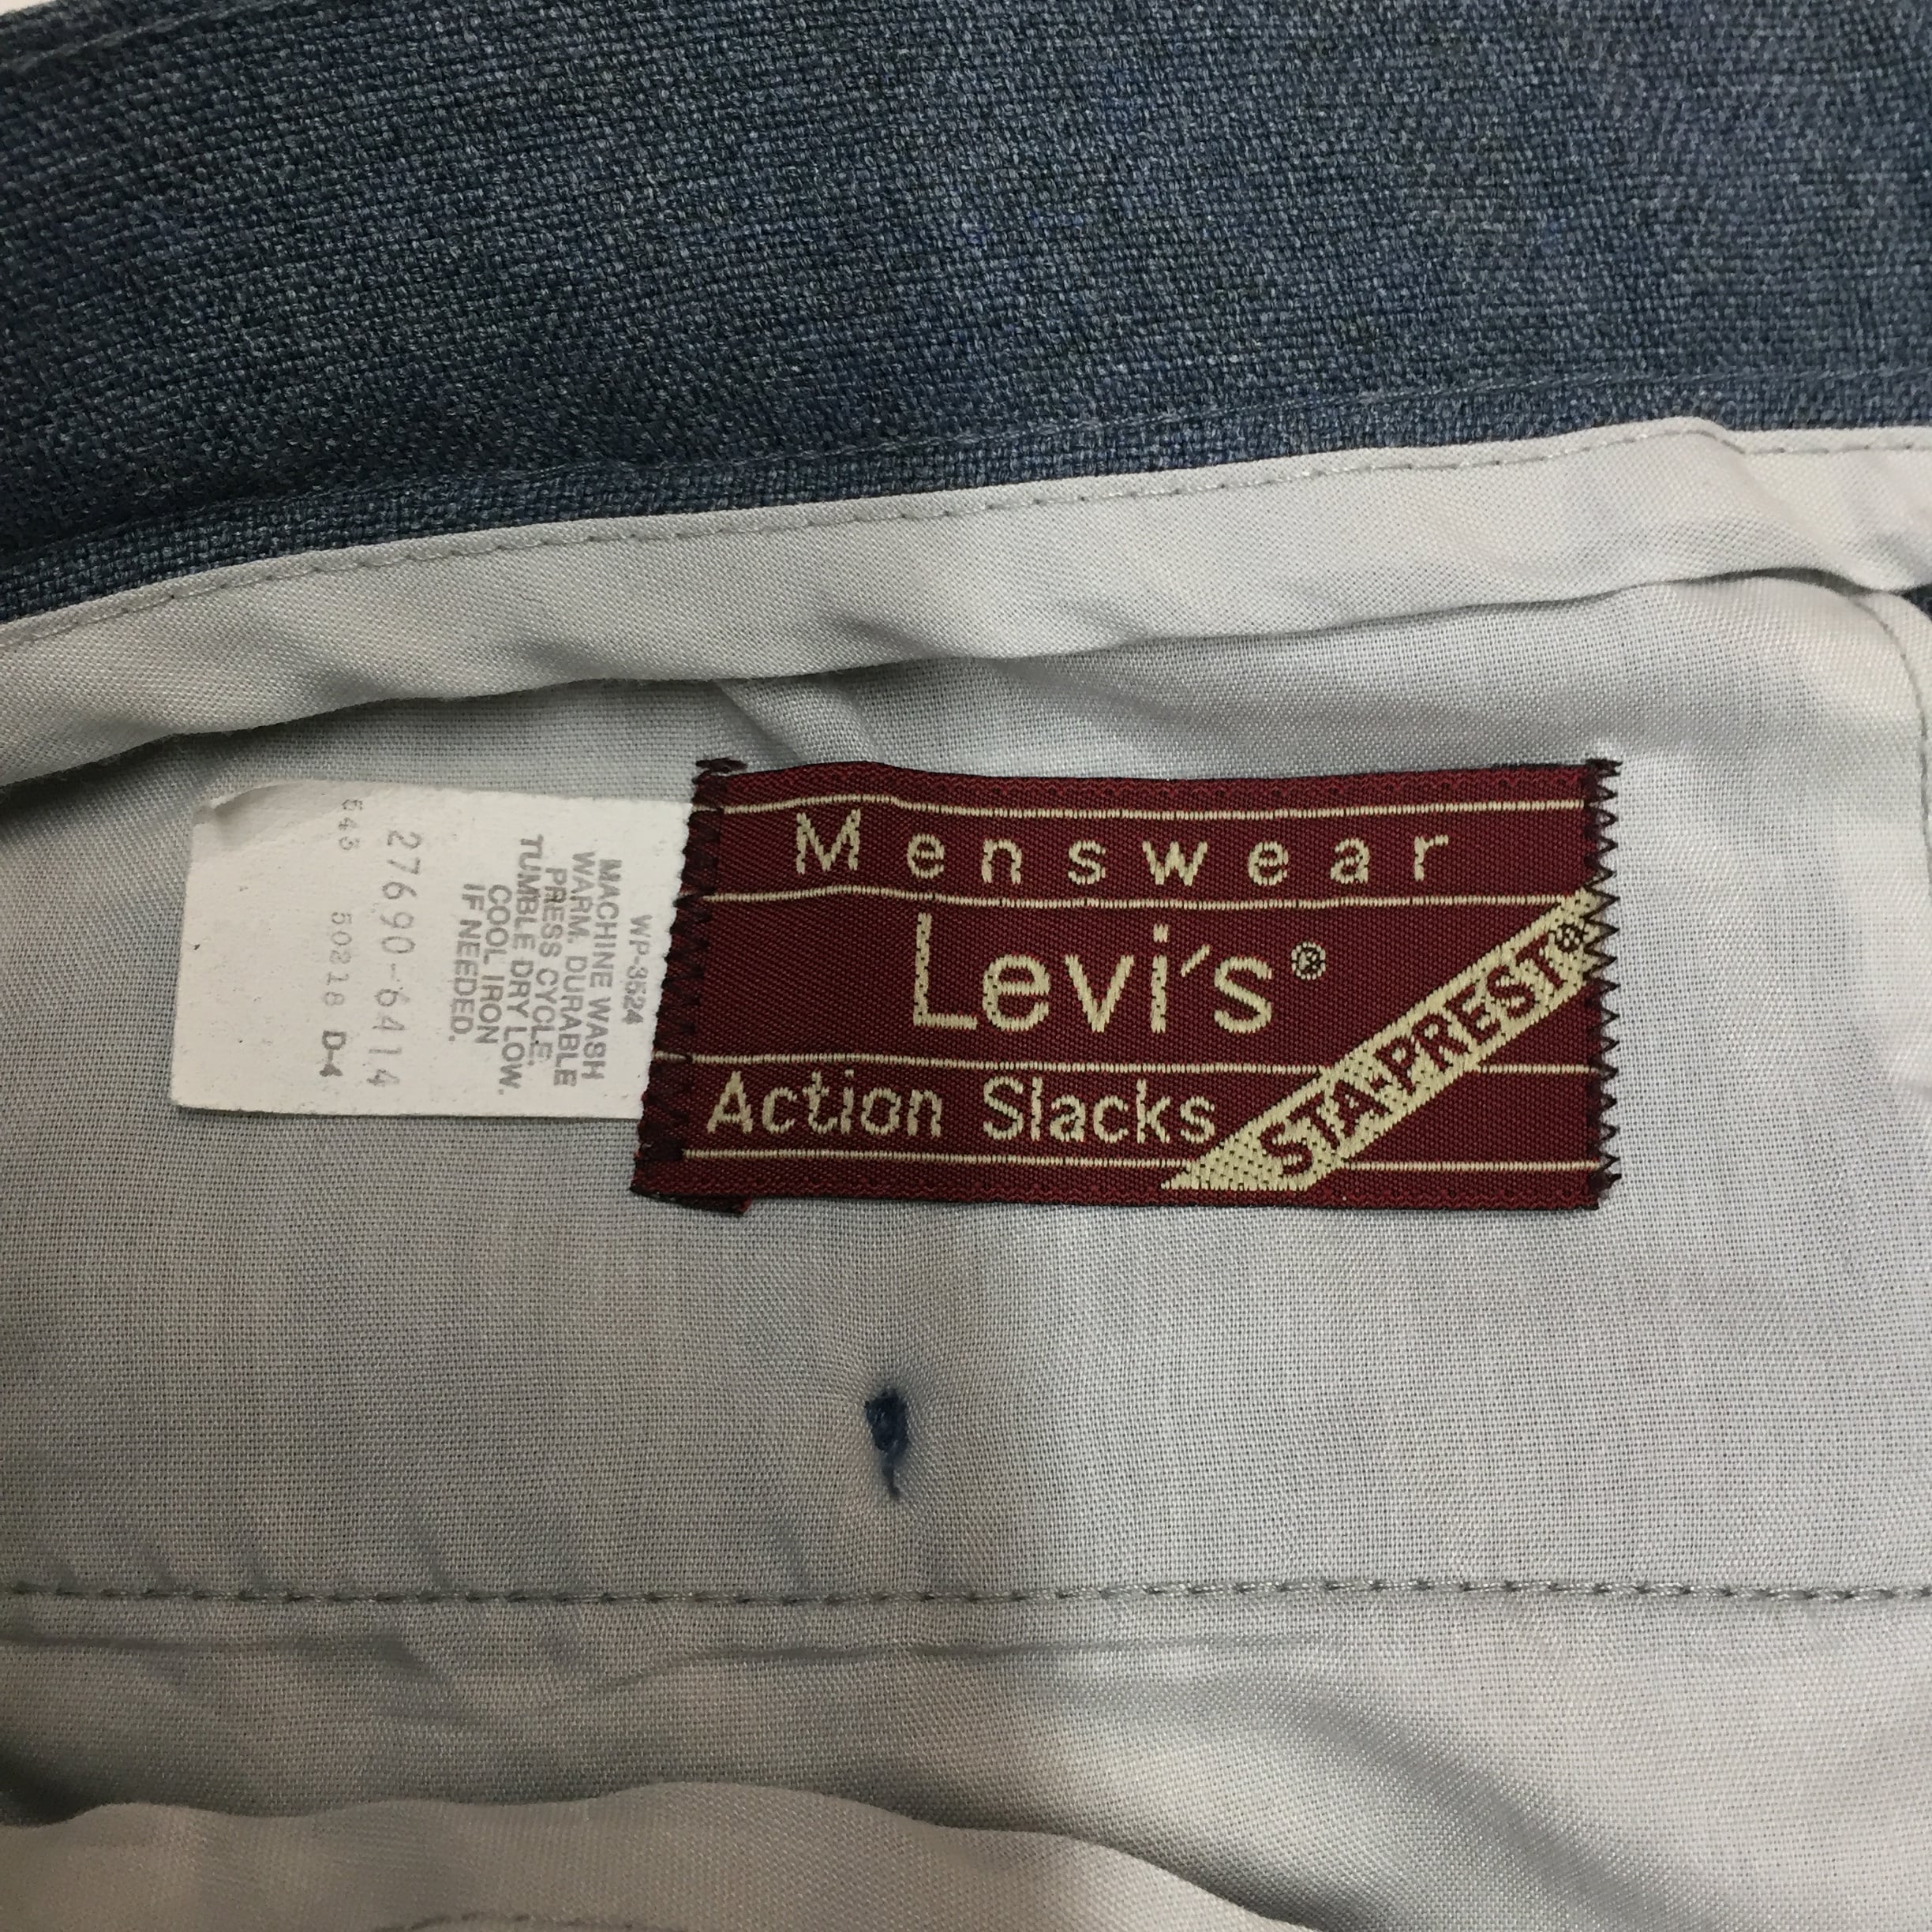 Menswear
Levi's®
Action Slacks
STA-PREST®
WP-3524
MACHINE WASH
WARM. DURABLE
PRESS CYCLE.
TUMBLE DRY LOW.
COOL IRON
IF NEEDED.
27690-6414
643 50218 D-4